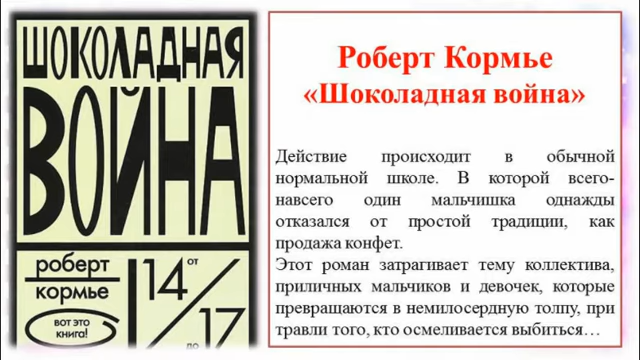 ШОКОЛАДНАЯ
ВОЙНА
роберт
кормье
вот это
книга!
14 от
17
до
Роберт Кормье
«Шоколадная война»
Действие происходит в обычной
нормальной школе. В которой всего-
навсего один мальчишка однажды
отказался от простой традиции, как
продажа конфет.
Этот роман затрагивает тему коллектива,
приличных мальчиков и девочек, которые
превращаются в немилосердную толпу, при
травли того, кто осмеливается выбиться…